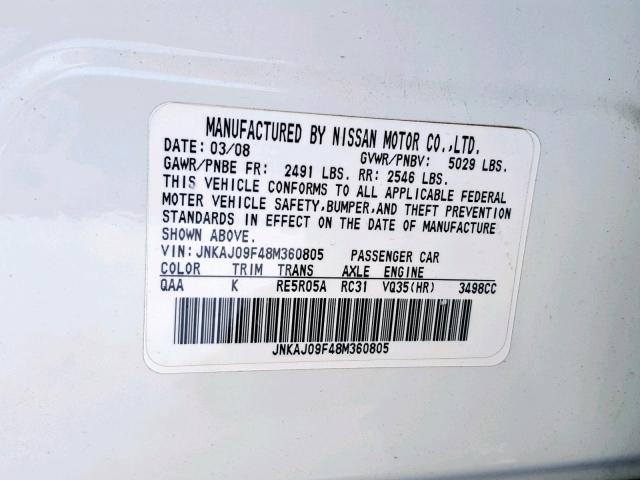 MANUFACTURED BY NISSAN MOTOR CO.,LTD.
DATE: 03/08 GVWR/PNBV: 5029 LBS.
GAWR/PNBE FR: 2491 LBS. RR: 2546 LBS.
THIS VEHICLE CONFORMS TO ALL APPLICABLE FEDERAL
MOTER VEHICLE SAFETY,BUMPER,AND THEFT PREVENTION
STANDARDS IN EFFECT ON THE DATE OF MANUFACTURE
SHOWN ABOVE.
VIN:JNKAJ09F48M360805 PASSENGER CAR
COLOR TRIM TRANS AXLE ENGINE
QAA K RE5R05A RC31 VQ35(HR) 3498CC
JNKAJ09F48M360805